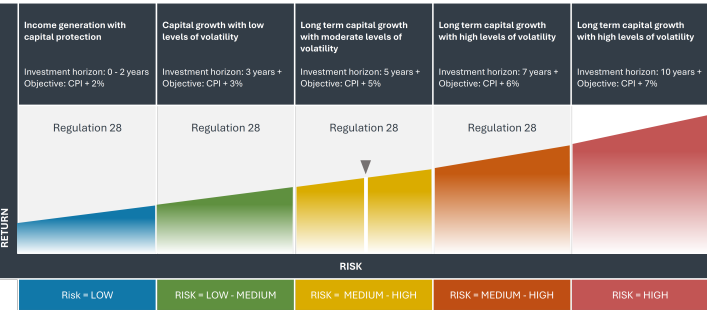 Income generation with
capital protection
Investment horizon: 0 - 2 years
Objective: CPI + 2%
Capital growth with low
levels of volatility
Investment horizon: 3 years +
Objective: CPI + 3%
Long term capital growth
with moderate levels of
volatility
Investment horizon: 5 years +
Objective: CPI + 5%
Long term capital growth
with high levels of volatility
Investment horizon: 7 years +
Objective: CPI + 6%
Long term capital growth
with high levels of volatility
Investment horizon: 10 years +
Objective: CPI + 7%
Regulation 28
Regulation 28
Regulation 28
Regulation 28
RETURN
RISK
Risk = LOW
RISK = LOW - MEDIUM
RISK = MEDIUM - HIGH
RISK = MEDIUM - HIGH
RISK = HIGH